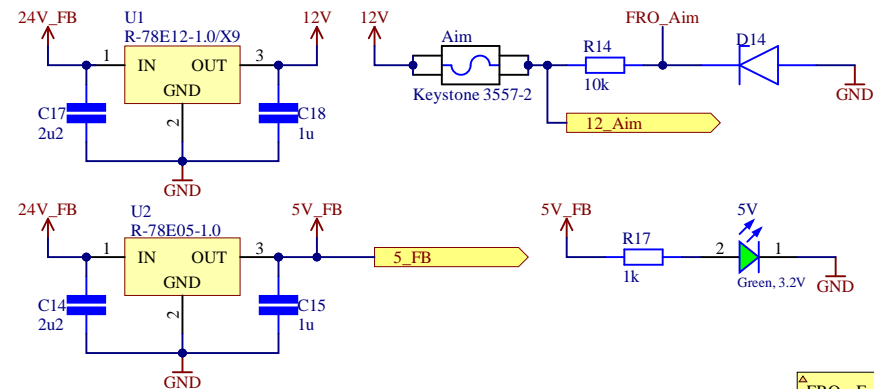 24V_FB
U1
12V
R-78E12-1.0/X9
1
IN
OUT
3
GND
2
C17
2u2
C18
1u
GND
12V
Aim
Keystone 3557-2
R14
10k
FRO_Aim
D14
GND
12_Aim
24V_FB
U2
5V_FB
R-78E05-1.0
1
IN
OUT
3
GND
2
C14
2u2
C15
1u
GND
5_FB
5V_FB
R17
1k
5V
2
1
Green, 3.2V
GND